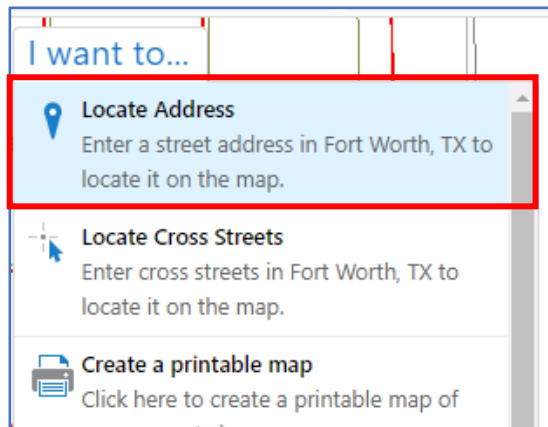 I want to...
Locate Address
Enter a street address in Fort Worth, TX to
locate it on the map.
Locate Cross Streets
Enter cross streets in Fort Worth, TX to
locate it on the map.
Create a printable map
Click here to create a printable map of